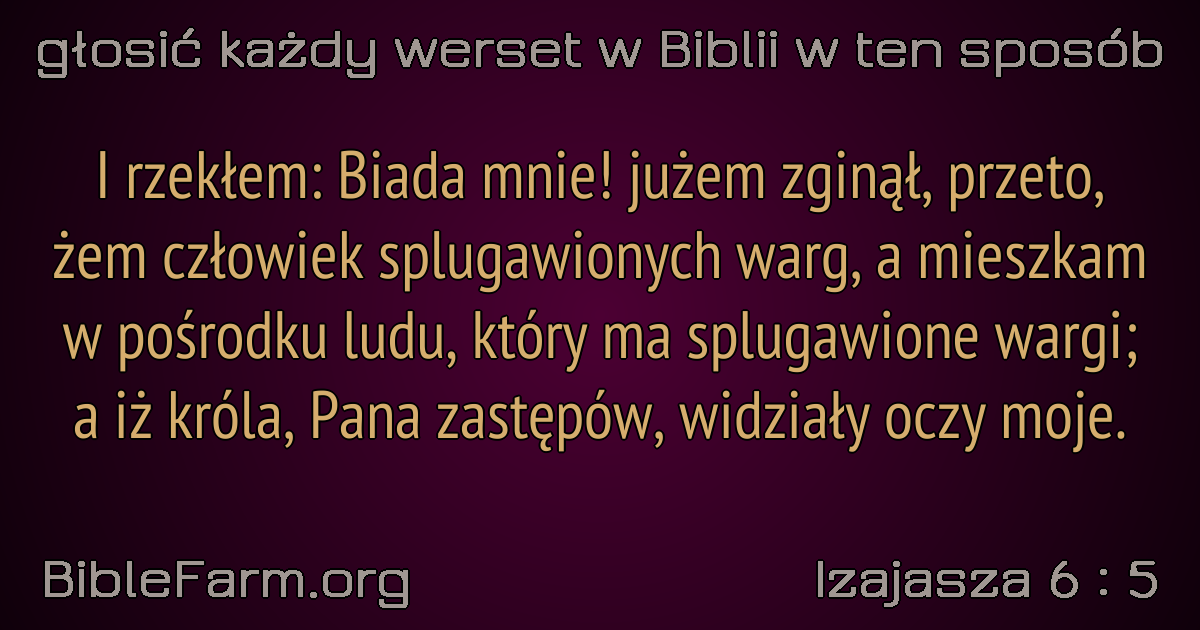 głosić każdy werset w Biblii w ten sposób
I rzekłem: Biada mnie! jużem zginął, przeto,
żem człowiek splugawionych warg, a mieszkam
w pośrodku ludu, który ma splugawione wargi;
a iż króla, Pana zastępów, widziały oczy moje.
BibleFarm.org
Izajasza 6 : 5